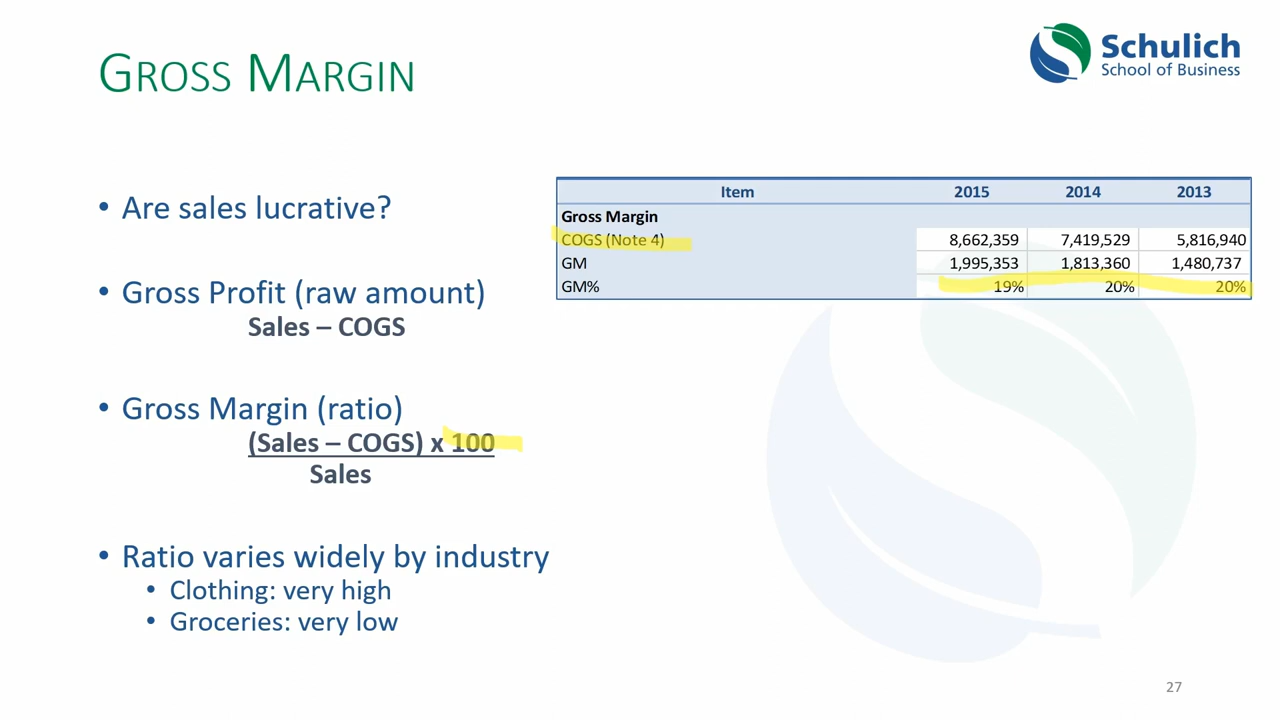 GROSS MARGIN
Schulich
School of Business
• Are sales lucrative?
• Gross Profit (raw amount)
Sales – COGS
• Gross Margin (ratio)
(Sales – COGS) x 100
Sales
• Ratio varies widely by industry
• Clothing: very high
• Groceries: very low
Item 2015 2014 2013
Gross Margin
COGS (Note 4) 8,662,359 7,419,529 5,816,940
GM 1,995,353 1,813,360 1,480,737
GM% 19% 20% 20%
27